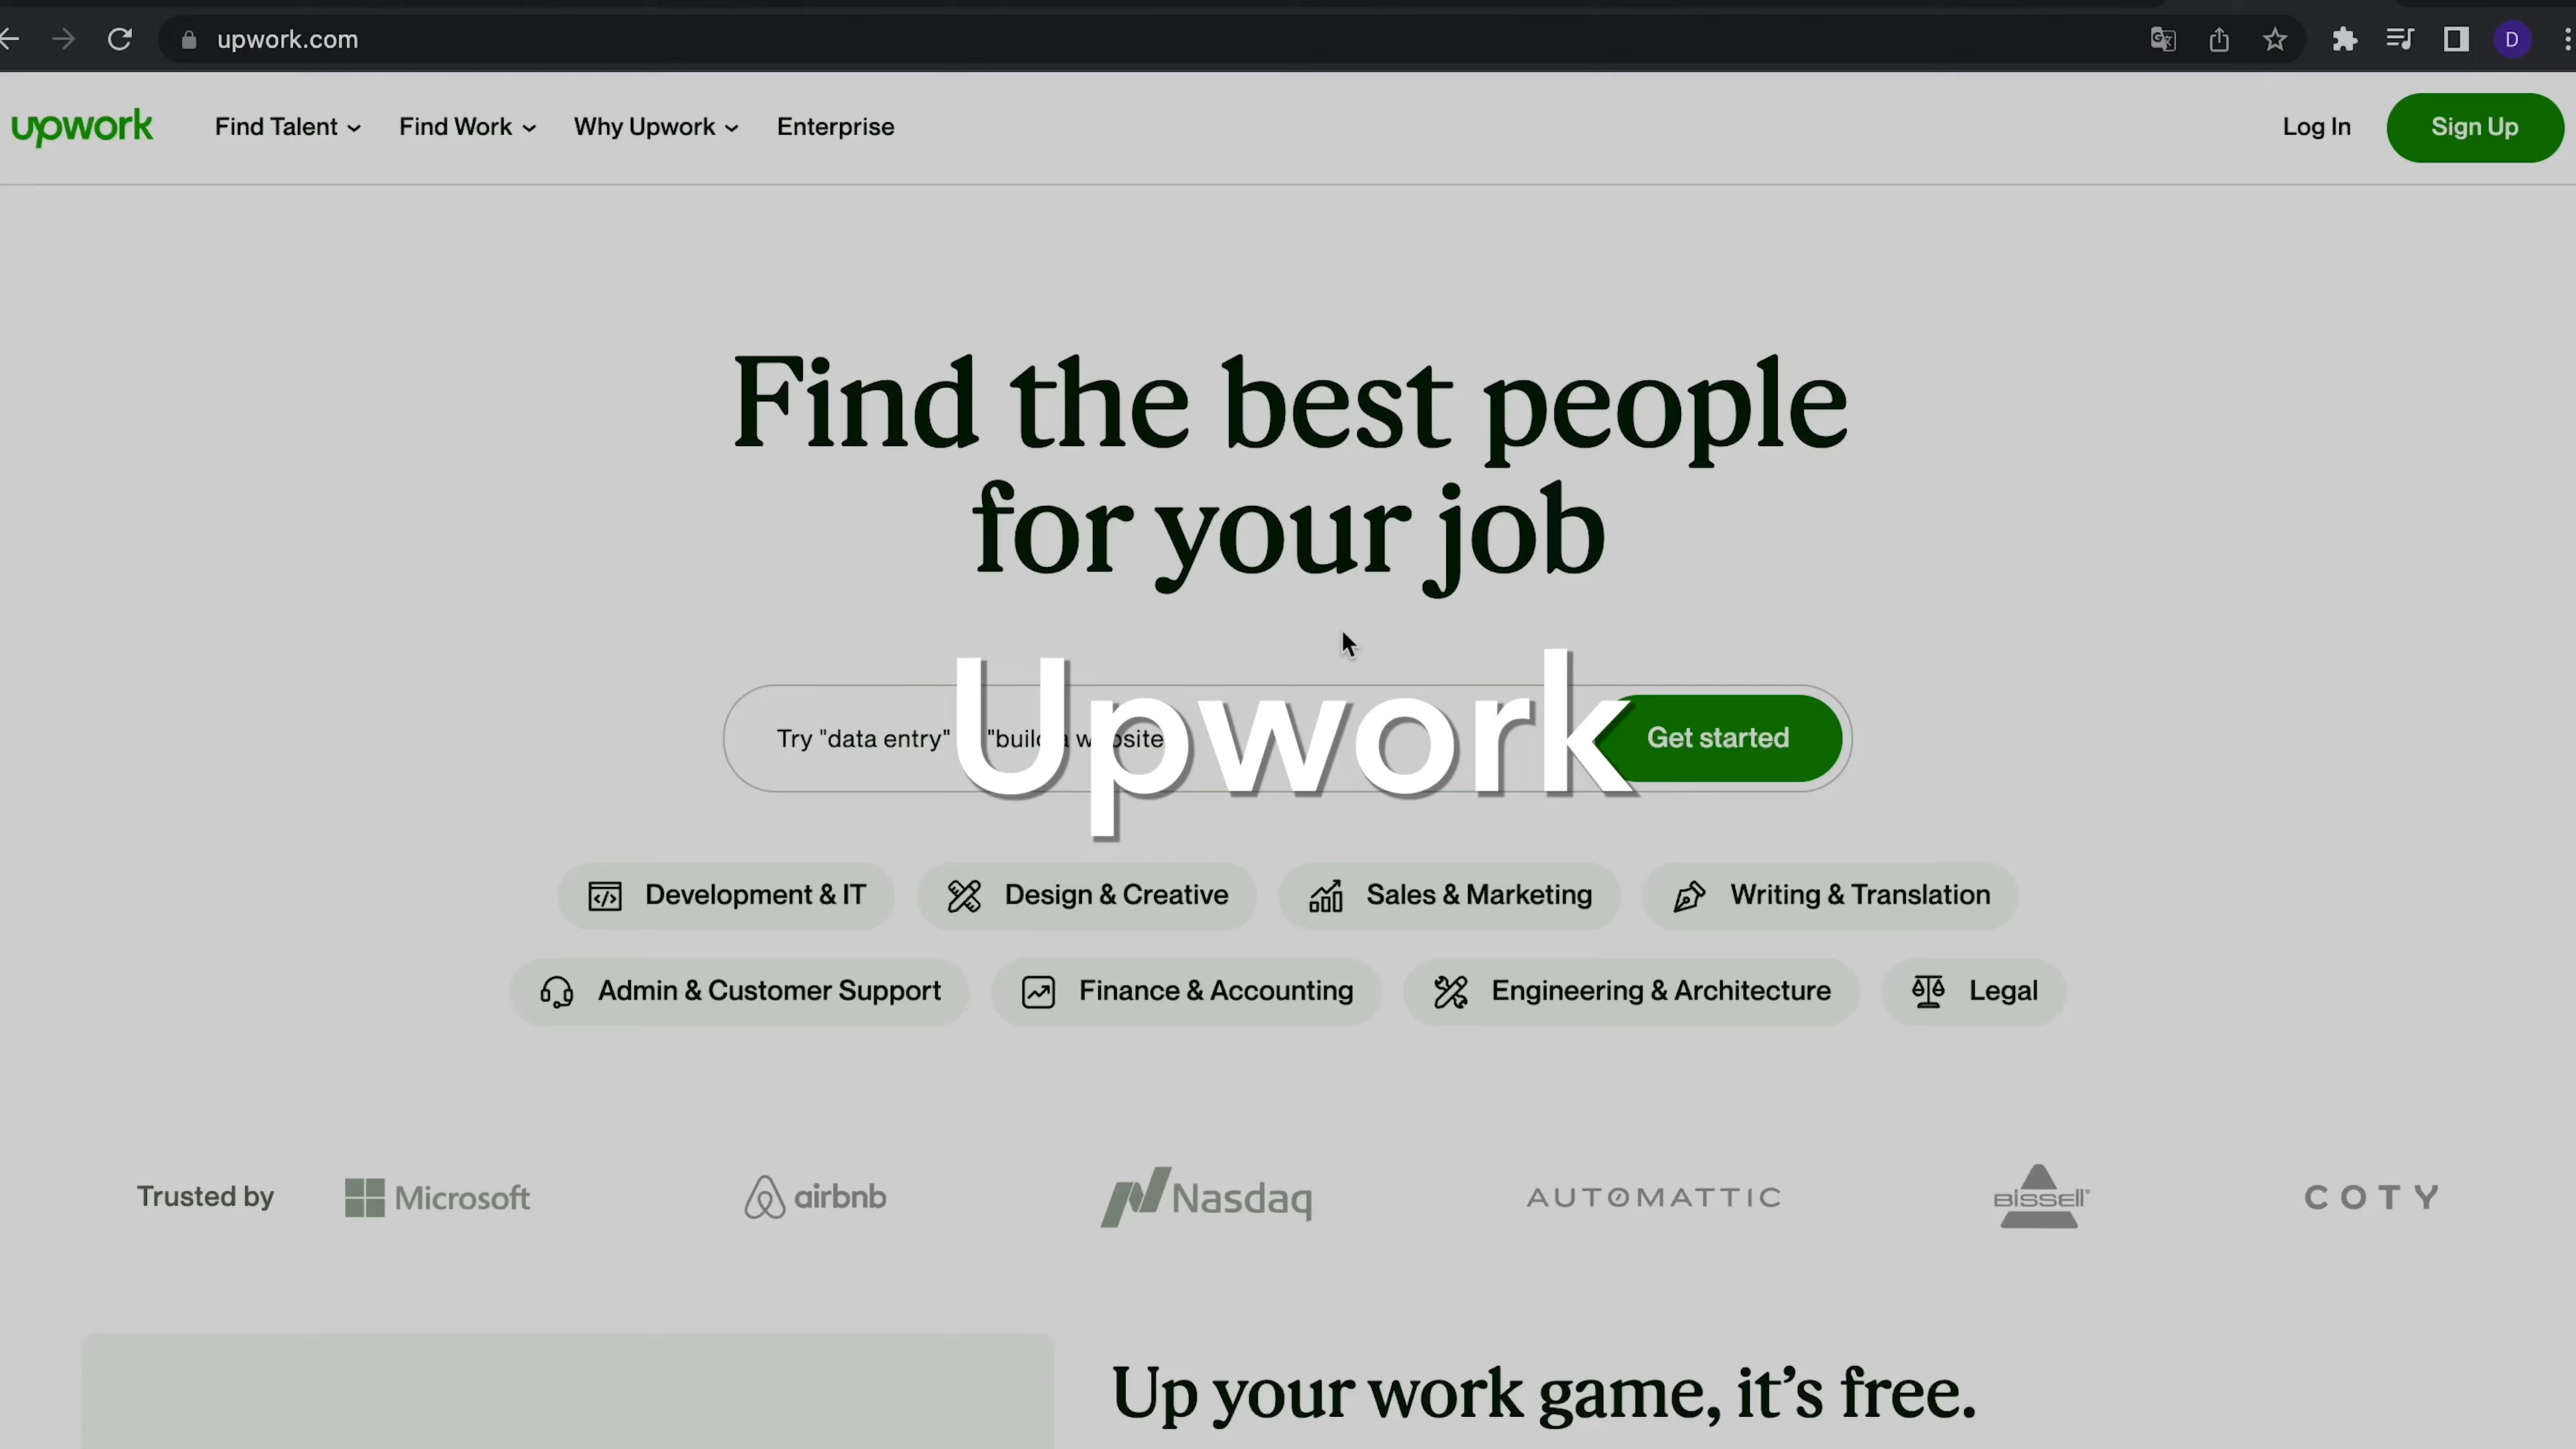 upwork.com
D
upwork
Find Talent
Find Work
Why Upwork
Enterprise
Log In
Sign Up
Find the best people
for your job
Try "data entry" "build a website
Upwork
Get started
Development & IT
Design & Creative
Sales & Marketing
Writing & Translation
Admin & Customer Support
Finance & Accounting
Engineering & Architecture
Legal
Trusted by
Microsoft
airbnb
Nasdaq
AUTOMATTIC
BISSELL
COTY
Up your work game, it's free.